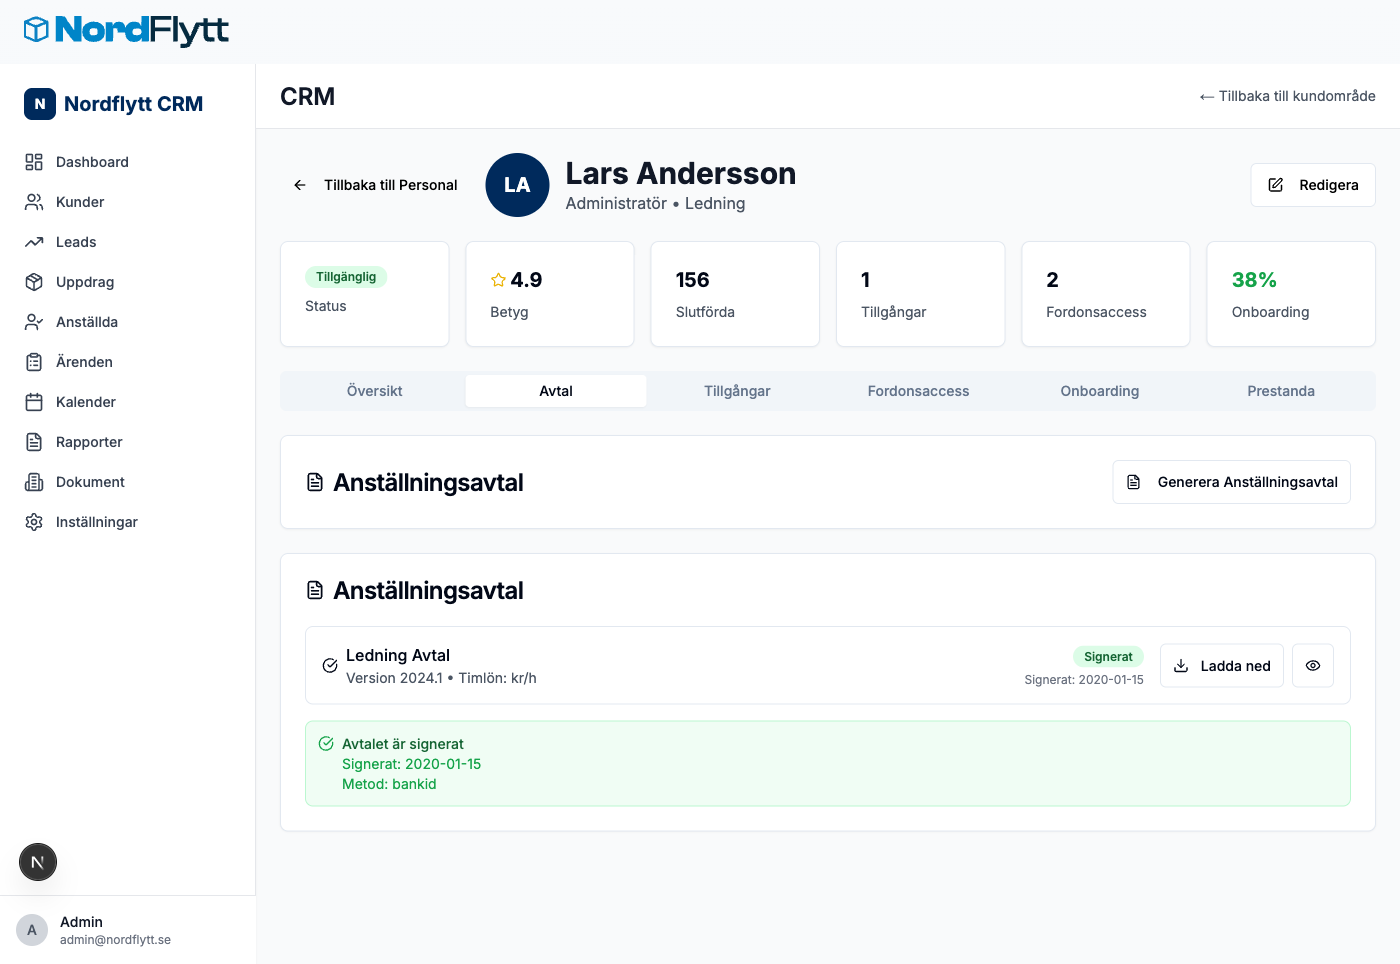 NordFlytt
N
Nordflytt CRM
Dashboard
Kunder
Leads
Uppdrag
Anställda
Ärenden
Kalender
Rapporter
Dokument
Inställningar
N
A
Admin
admin@nordflytt.se
CRM
← Tillbaka till kundområde
← Tillbaka till Personal
LA
Lars Andersson
Administratör • Ledning
Redigera
Tillgänglig
Status
4.9
Betyg
156
Slutförda
1
Tillgångar
2
Fordonsaccess
38%
Onboarding
Översikt
Avtal
Tillgångar
Fordonsaccess
Onboarding
Prestanda
Anställningsavtal
Generera Anställningsavtal
Anställningsavtal
Ledning Avtal
Version 2024.1 • Timlön: kr/h
Signerat
Signerat: 2020-01-15
Ladda ned
Avtalet är signerat
Signerat: 2020-01-15
Metod: bankid